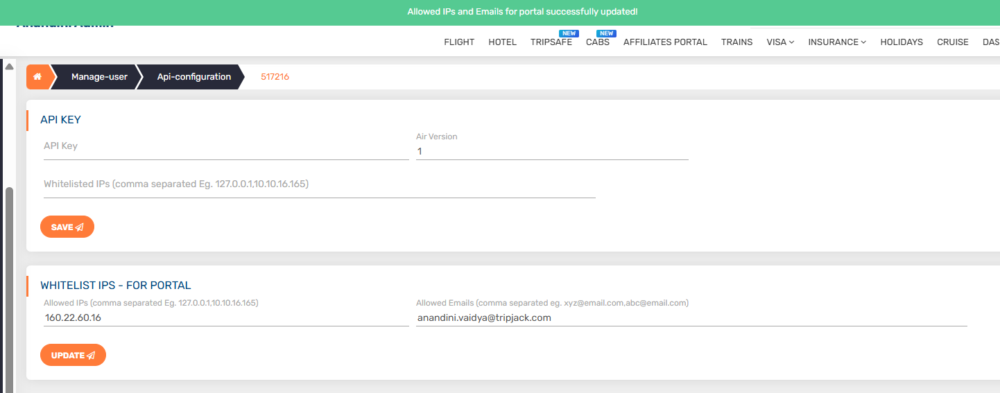 Allowed IPs and Emails for portal successfully updated!
NEW NEW
FLIGHT HOTEL TRIPSAFE CABS AFFILIATES PORTAL TRAINS VISA INSURANCE HOLIDAYS CRUISE DAS
Manage-user Api-configuration 517216
API KEY
Air Version
API Key
1
Whitelisted IPs (comma separated Eg. 127.0.0.1,10.10.16.165)
SAVE
WHITELIST IPS - FOR PORTAL
Allowed IPs (comma separated Eg. 127.0.0.1,10.10.16.165) Allowed Emails (comma separated eg. xyz@email.com,abc@email.com)
160.22.60.16 anandini.vaidya@tripjack.com
UPDATE